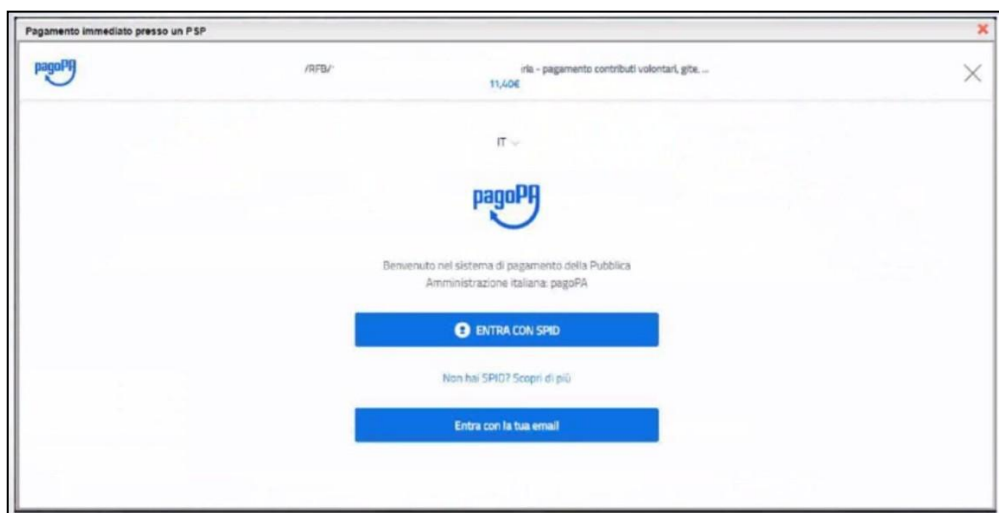 Pagamento immediato presso un PSP
pagoPA
/RFB/
- pagamento contributi volontari, gite, ...
11,40€
IT
pagoPA
Benvenuto nel sistema di pagamento della Pubblica
Amministrazione italiana: pagoPA
ENTRA CON SPID
Non hai SPID? Scopri di più
Entra con la tua email